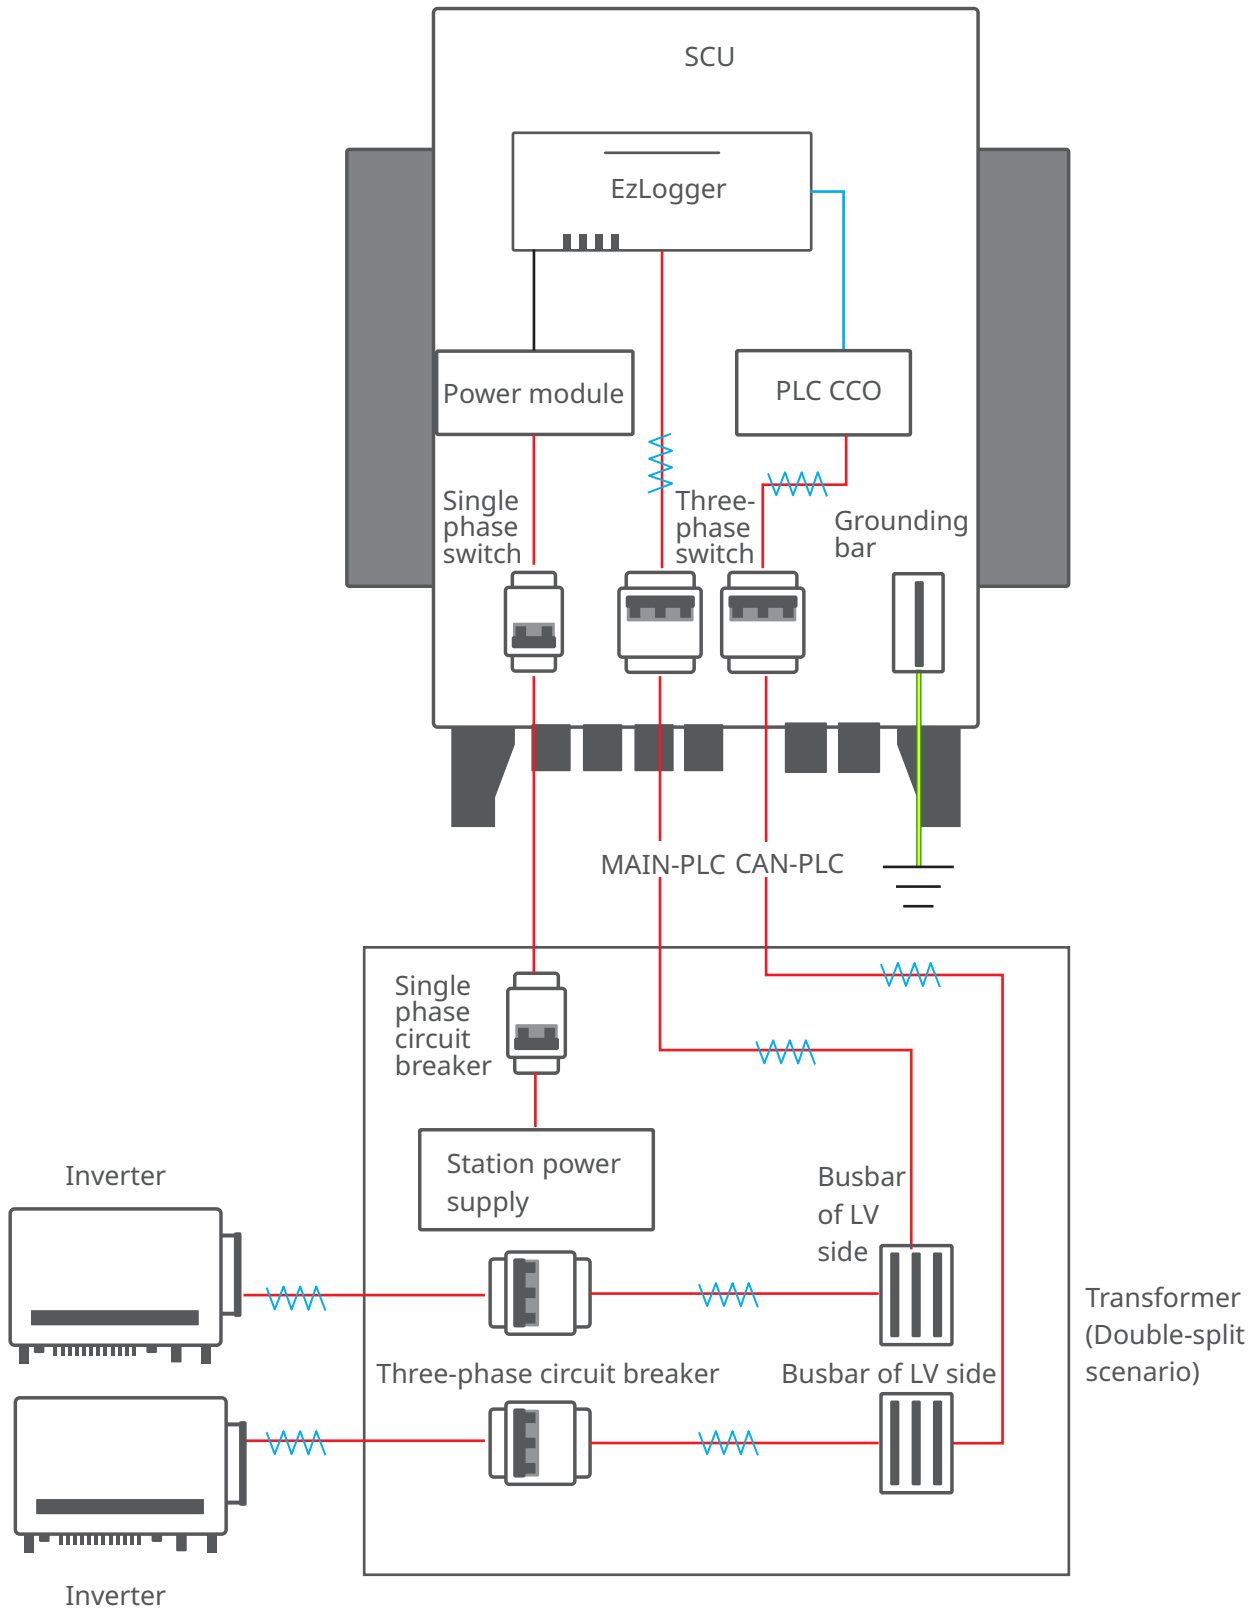 SCU
EzLogger
Power module
PLC CCO
Single
phase
switch
Three-
phase
switch
Grounding
bar
MAIN-PLC
CAN-PLC
Single
phase
circuit
breaker
Station power
supply
Inverter
Busbar
of LV
side
Transformer
(Double-split
scenario)
Three-phase circuit breaker
Busbar of LV side
Inverter